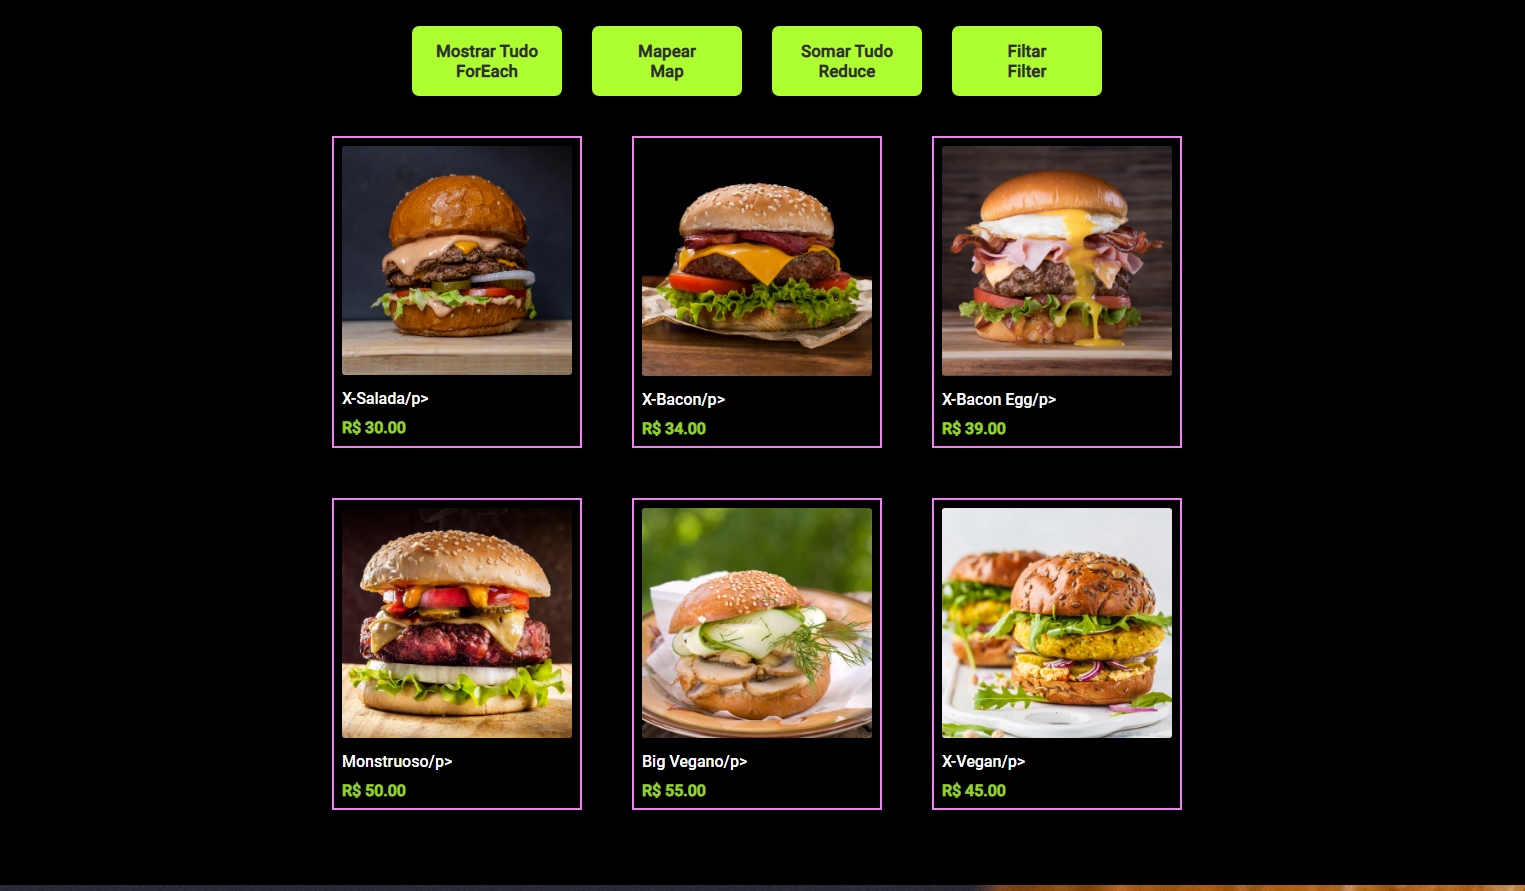 Mostrar Tudo
ForEach
Mapear
Map
Somar Tudo
Reduce
Filtar
Filter
X-Salada/p>
R$ 30.00
X-Bacon/p>
R$ 34.00
X-Bacon Egg/p>
R$ 39.00
Monstruoso/p>
R$ 50.00
Big Vegano/p>
R$ 55.00
X-Vegan/p>
R$ 45.00